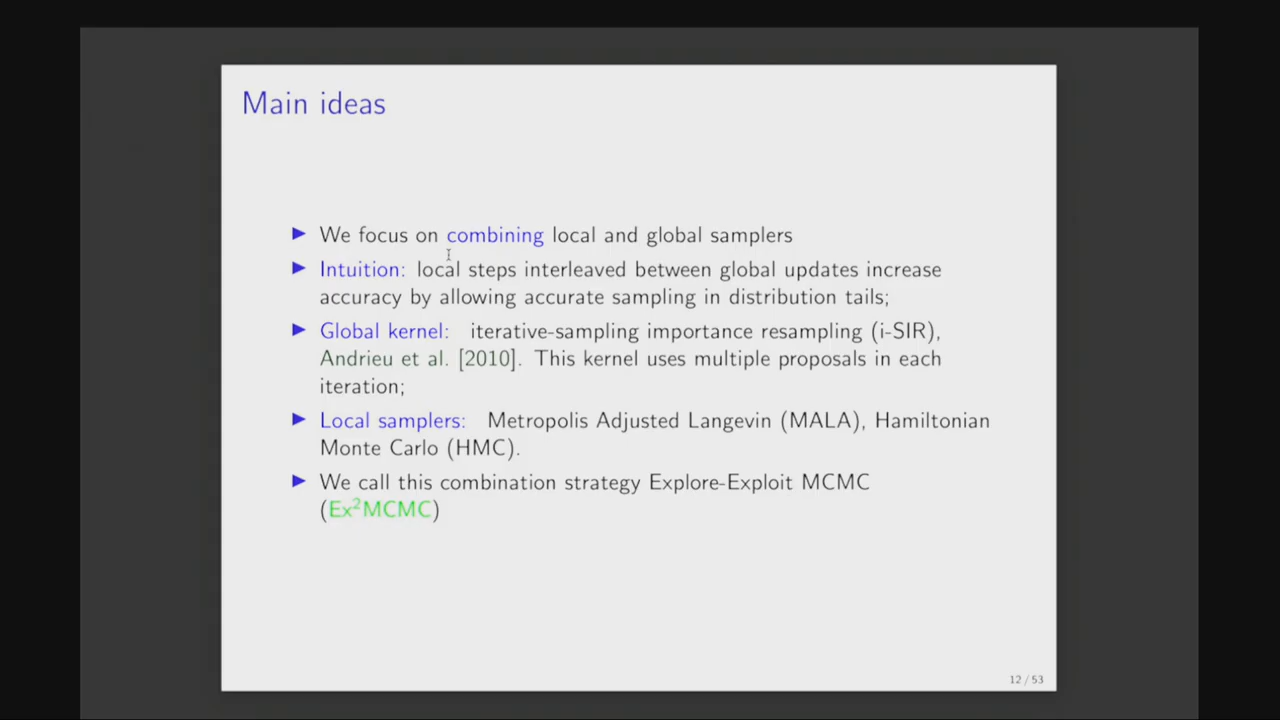 Main ideas
▶ We focus on combining local and global samplers
▶ Intuition: local steps interleaved between global updates increase
accuracy by allowing accurate sampling in distribution tails;
▶ Global kernel: iterative-sampling importance resampling (i-SIR),
Andrieu et al. [2010]. This kernel uses multiple proposals in each
iteration;
▶ Local samplers: Metropolis Adjusted Langevin (MALA), Hamiltonian
Monte Carlo (HMC).
▶ We call this combination strategy Explore-Exploit MCMC
(Ex²MCMC)
12 / 53